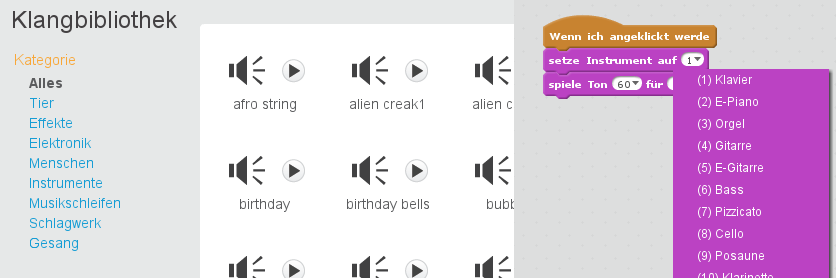 Klangbibliothek
Kategorie
Alles
Tier
Effekte
Elektronik
Menschen
Instrumente
Musikschleifen
Schlagwerk
Gesang
afro string
alien creak1
alien
birthday
birthday bells
Wenn ich angeklickt werde
setze Instrument auf 1
spiele Ton 60 für
(1) Klavier
(2) E-Piano
(3) Orgel
(4) Gitarre
(5) E-Gitarre
(6) Bass
(7) Pizzicato
(8) Cello
(9) Posaune
(10) Klarinette